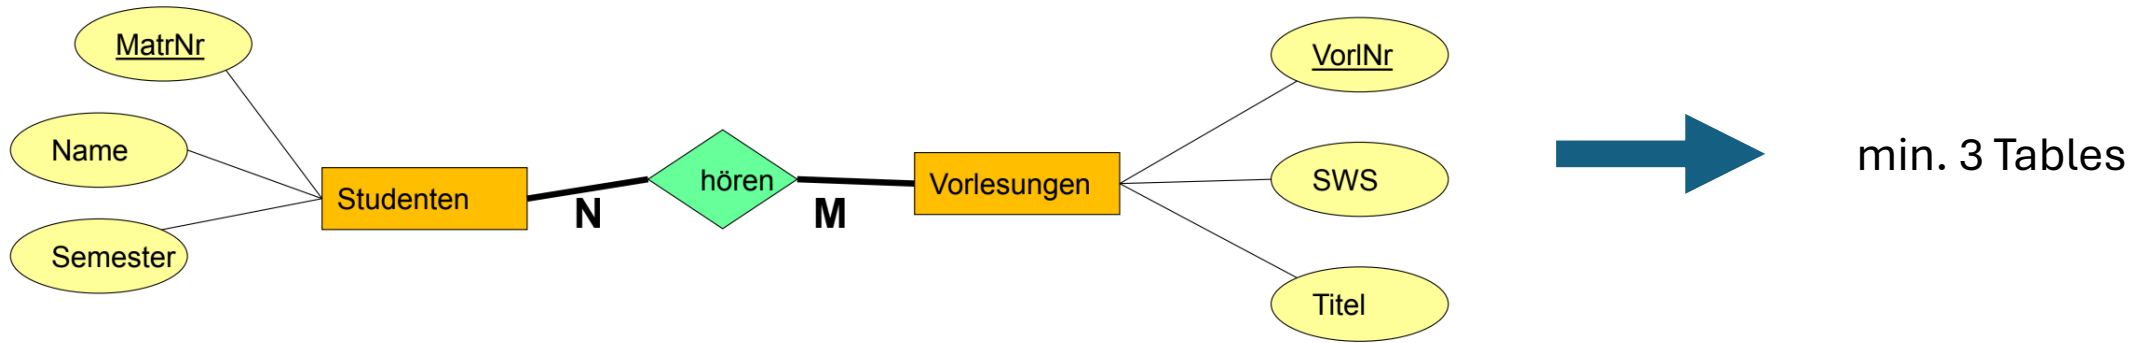 MatrNr
Name
Semester
Studenten
N
hören
M
Vorlesungen
VorlNr
SWS
Titel
min. 3 Tables